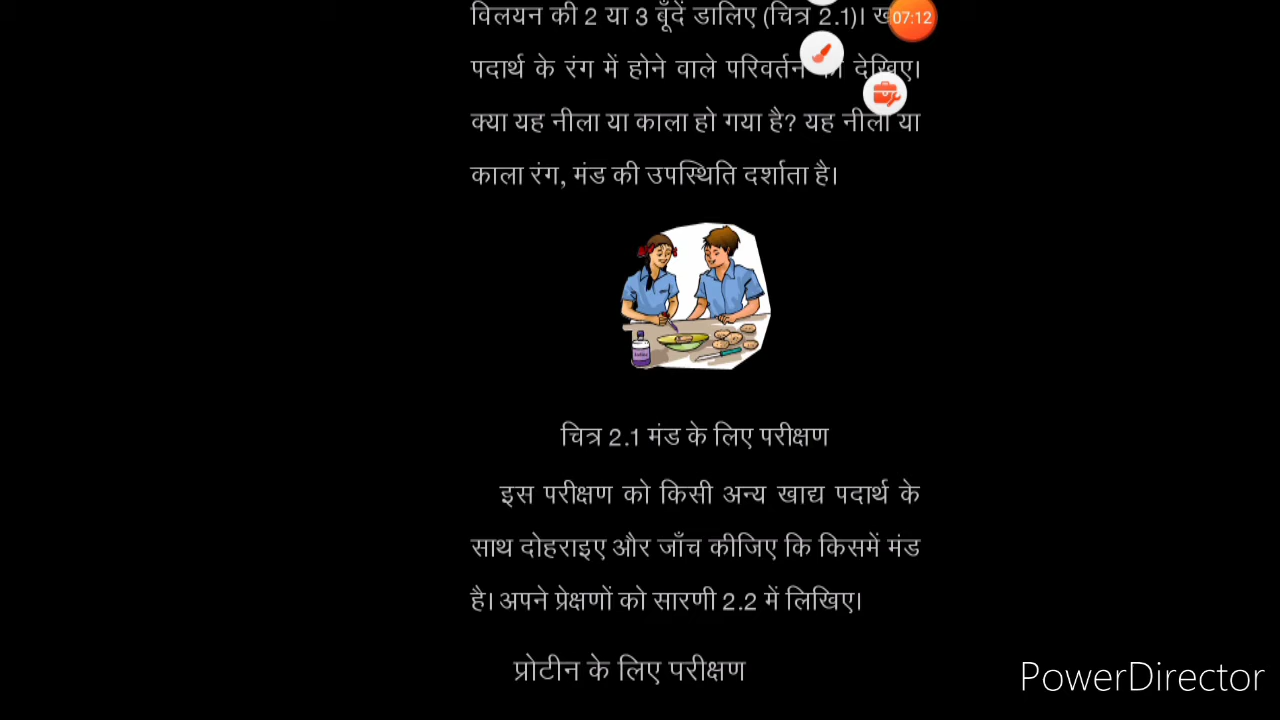 विलयन की 2 या 3 बूँदें डालिए (चित्र 2.1)।
07:12
पदार्थ के रंग में होने वाले परिवर्तन देखिए।
क्या यह नीला या काला हो गया है? यह नीला या
काला रंग, मंड की उपस्थिति दर्शाता है।
चित्र 2.1 मंड के लिए परीक्षण
इस परीक्षण को किसी अन्य खाद्य पदार्थ के
साथ दोहराइए और जाँच कीजिए कि किसमें मंड
है। अपने प्रेक्षणों को सारणी 2.2 में लिखिए।
प्रोटीन के लिए परीक्षण
PowerDirector